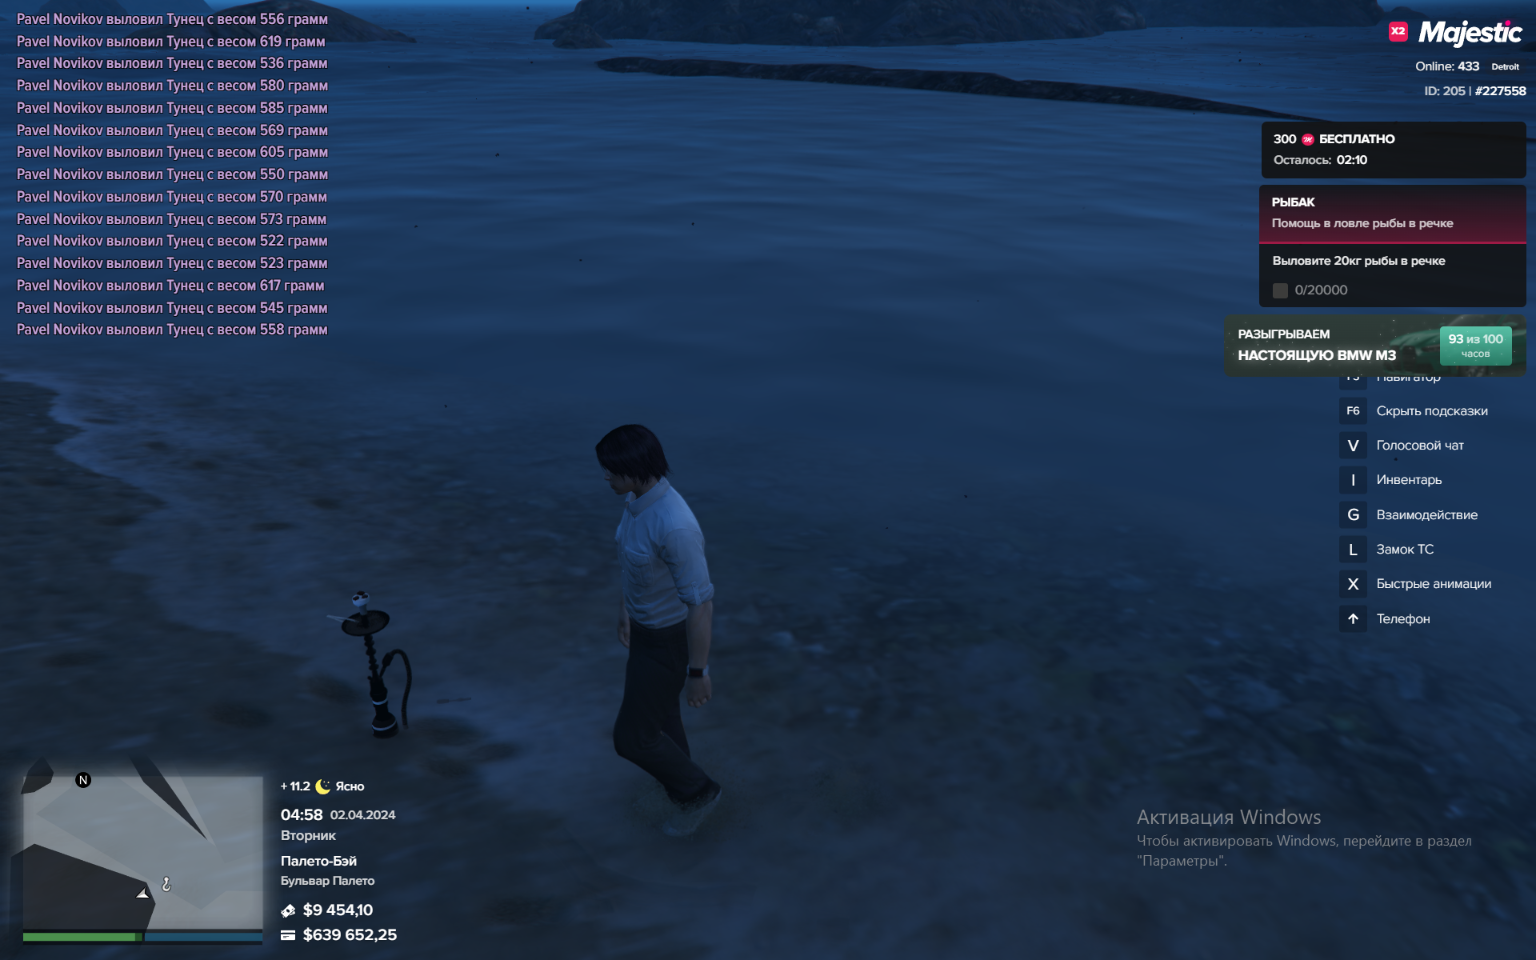 Pavel Novikov выловил Тунец с весом 556 грамм
Pavel Novikov выловил Тунец с весом 619 грамм
Pavel Novikov выловил Тунец с весом 536 грамм
Pavel Novikov выловил Тунец с весом 580 грамм
Pavel Novikov выловил Тунец с весом 585 грамм
Pavel Novikov выловил Тунец с весом 569 грамм
Pavel Novikov выловил Тунец с весом 605 грамм
Pavel Novikov выловил Тунец с весом 550 грамм
Pavel Novikov выловил Тунец с весом 570 грамм
Pavel Novikov выловил Тунец с весом 573 грамм
Pavel Novikov выловил Тунец с весом 522 грамм
Pavel Novikov выловил Тунец с весом 523 грамм
Pavel Novikov выловил Тунец с весом 617 грамм
Pavel Novikov выловил Тунец с весом 545 грамм
Pavel Novikov выловил Тунец с весом 558 грамм
X2 Majestic
Online: 433 Detroit
ID: 205 | #227558
300 БЕСПЛАТНО
Осталось: 02:10
РЫБАК
Помощь в ловле рыбы в речке
Выловите 20кг рыбы в речке
0/20000
РАЗЫГРЫВАЕМ
НАСТОЯЩУЮ BMW M3
93 из 100
часов
Навигатор
F6 Скрыть подсказки
V Голосовой чат
I Инвентарь
G Взаимодействие
L Замок ТС
X Быстрые анимации
Телефон
N
+ 11.2 Ясно
04:58 02.04.2024
Вторник
Палето-Бэй
Бульвар Палето
$9 454,10
$639 652,25
Активация Windows
Чтобы активировать Windows, перейдите в раздел
"Параметры".